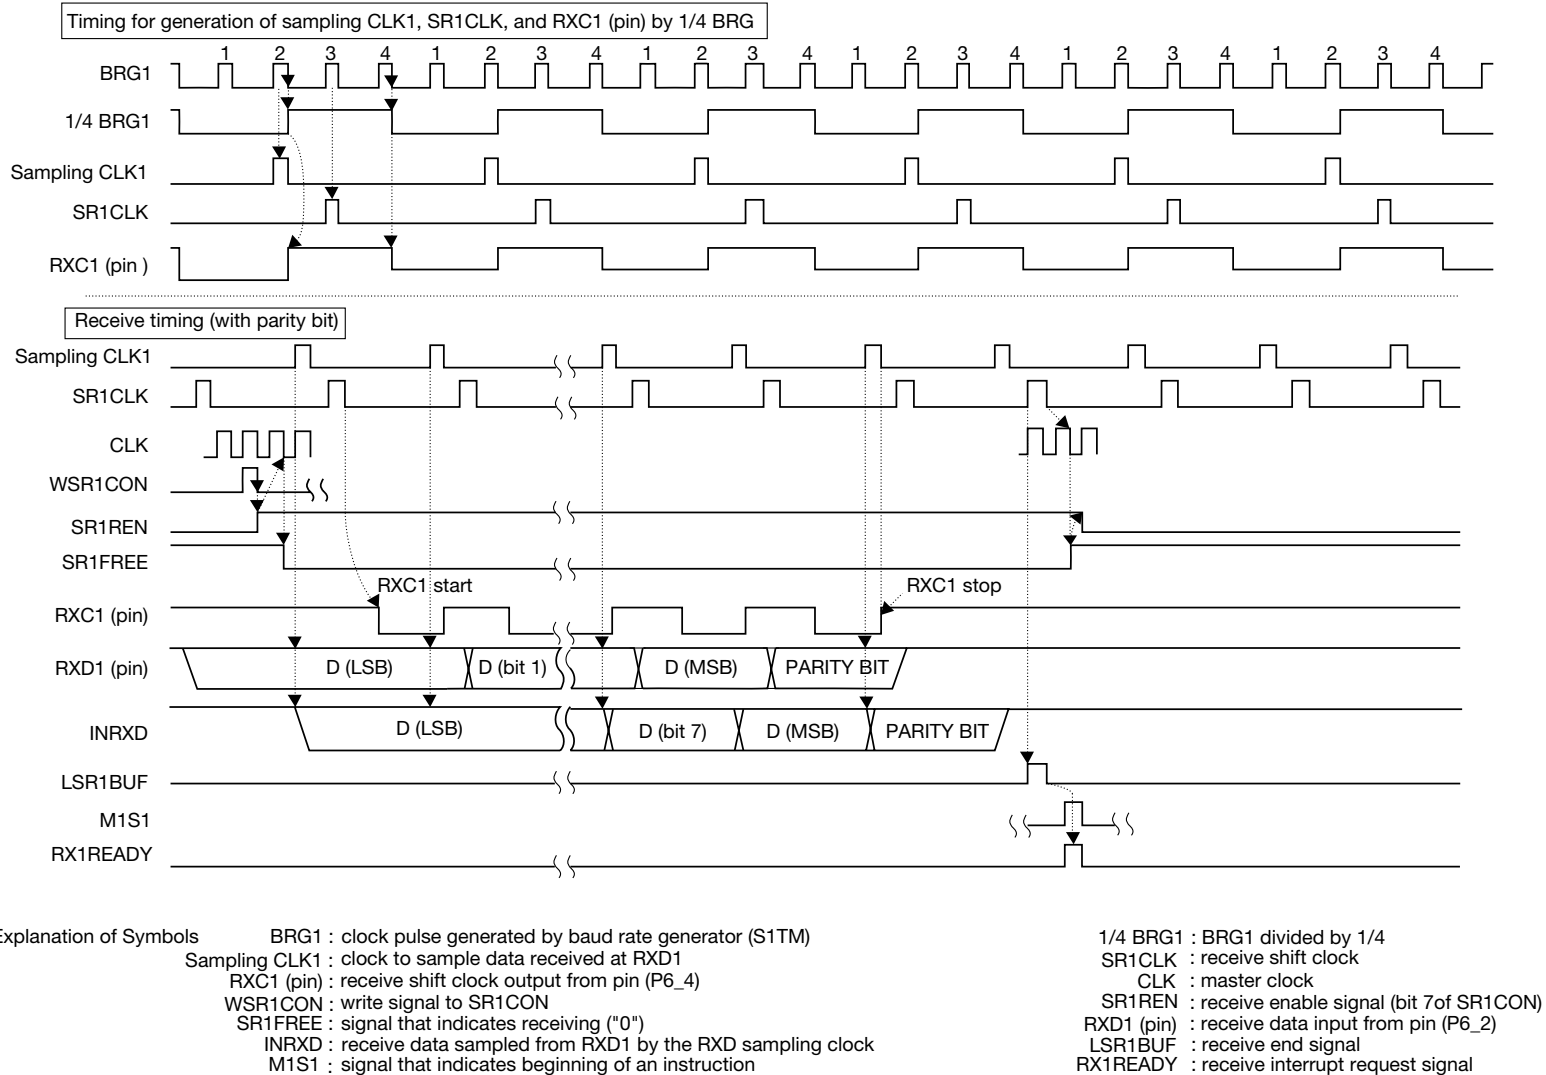 Timing for generation of sampling CLK1, SR1CLK, and RXC1 (pin) by 1/4 BRG
1 2 3 4 1 2 3 4 1 2 3 4 1 2 3 4 1 2 3 4 1 2 3 4
BRG1
1/4 BRG1
Sampling CLK1
SR1CLK
RXC1 (pin )
Receive timing (with parity bit)
Sampling CLK1
SR1CLK
CLK
WSR1CON
SR1REN
SR1FREE
RXC1 start
RXC1 stop
RXC1 (pin)
RXD1 (pin) D (LSB) D (bit 1) D (MSB) PARITY BIT
INRXD D (LSB) D (bit 7) D (MSB) PARITY BIT
LSR1BUF
M1S1
RX1READY
Explanation of Symbols
BRG1 : clock pulse generated by baud rate generator (S1TM)
Sampling CLK1 : clock to sample data received at RXD1
RXC1 (pin) : receive shift clock output from pin (P6_4)
WSR1CON : write signal to SR1CON
SR1FREE : signal that indicates receiving ("0")
INRXD : receive data sampled from RXD1 by the RXD sampling clock
M1S1 : signal that indicates beginning of an instruction
1/4 BRG1 : BRG1 divided by 1/4
SR1CLK : receive shift clock
CLK : master clock
SR1REN : receive enable signal (bit 7of SR1CON)
RXD1 (pin) : receive data input from pin (P6_2)
LSR1BUF : receive end signal
RX1READY : receive interrupt request signal